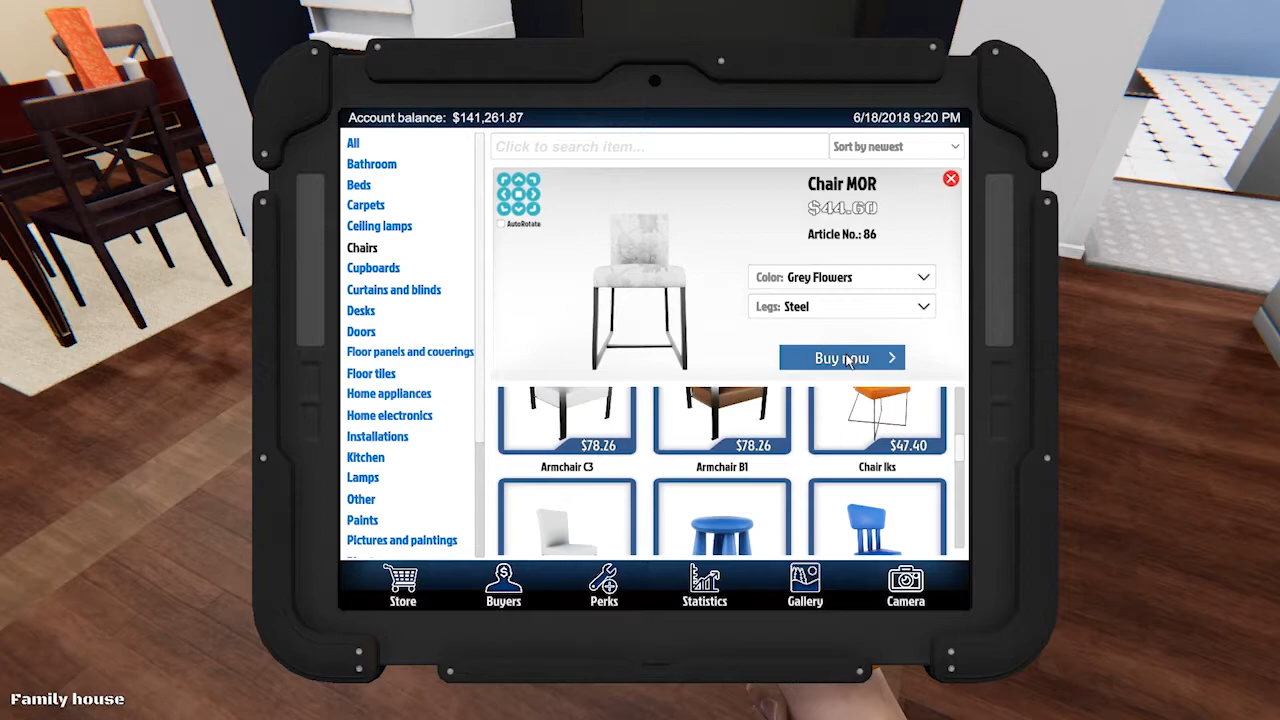 Account balance: $141,261.87
6/18/2018 9:20 PM
All
Bathroom
Beds
Carpets
Ceiling lamps
Chairs
Cupboards
Curtains and blinds
Desks
Doors
Floor panels and coverings
Floor tiles
Home appliances
Home electronics
Installations
Kitchen
Lamps
Other
Paints
Pictures and paintings
Click to search item...
Sort by newest
AutoRotate
Chair MOR
$44.60
Article No.: 86
Color: Grey Flowers
Legs: Steel
Buy now
$78.26
$78.26
$47.40
Armchair C3
Armchair B1
Chair Iks
Store
Buyers
Perks
Statistics
Gallery
Camera
Family house